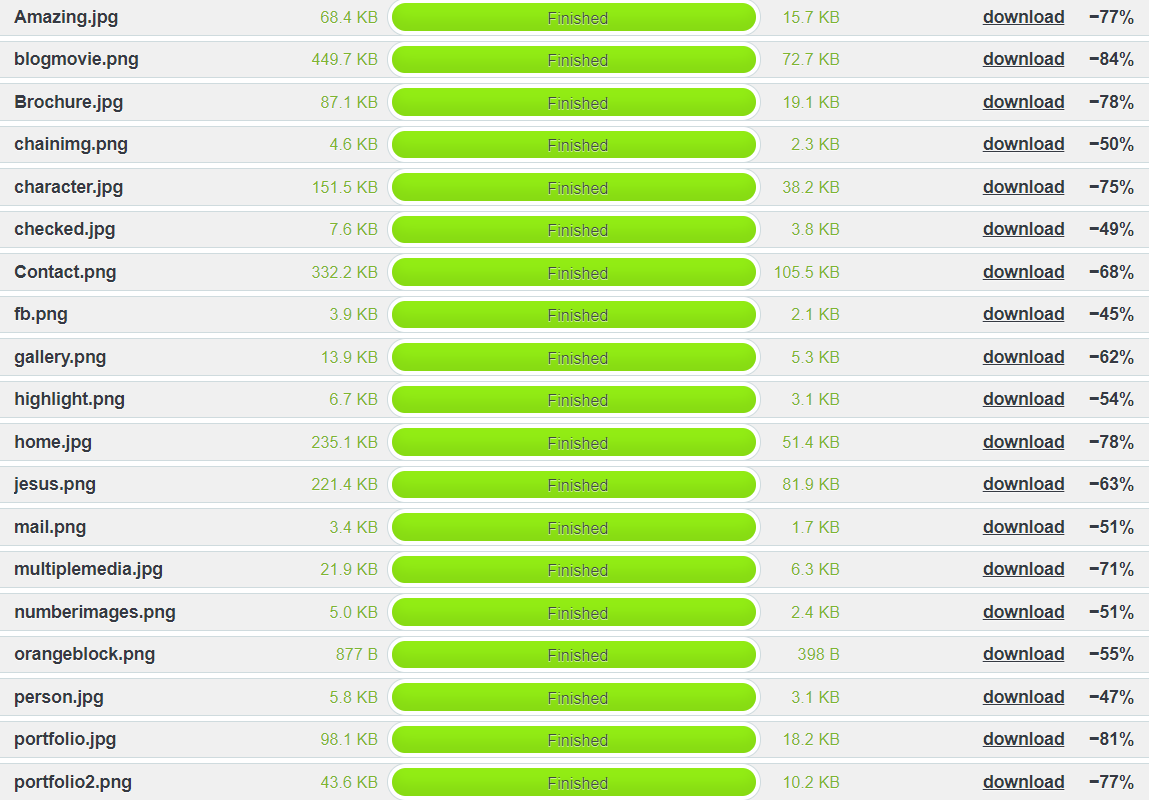 Amazing.jpg 68.4 KB Finished 15.7 KB download −77%
blogmovie.png 449.7 KB Finished 72.7 KB download −84%
Brochure.jpg 87.1 KB Finished 19.1 KB download −78%
chainimg.png 4.6 KB Finished 2.3 KB download −50%
character.jpg 151.5 KB Finished 38.2 KB download −75%
checked.jpg 7.6 KB Finished 3.8 KB download −49%
Contact.png 332.2 KB Finished 105.5 KB download −68%
fb.png 3.9 KB Finished 2.1 KB download −45%
gallery.png 13.9 KB Finished 5.3 KB download −62%
highlight.png 6.7 KB Finished 3.1 KB download −54%
home.jpg 235.1 KB Finished 51.4 KB download −78%
jesus.png 221.4 KB Finished 81.9 KB download −63%
mail.png 3.4 KB Finished 1.7 KB download −51%
multiplemedia.jpg 21.9 KB Finished 6.3 KB download −71%
numberimages.png 5.0 KB Finished 2.4 KB download −51%
orangeblock.png 877 B Finished 398 B download −55%
person.jpg 5.8 KB Finished 3.1 KB download −47%
portfolio.jpg 98.1 KB Finished 18.2 KB download −81%
portfolio2.png 43.6 KB Finished 10.2 KB download −77%